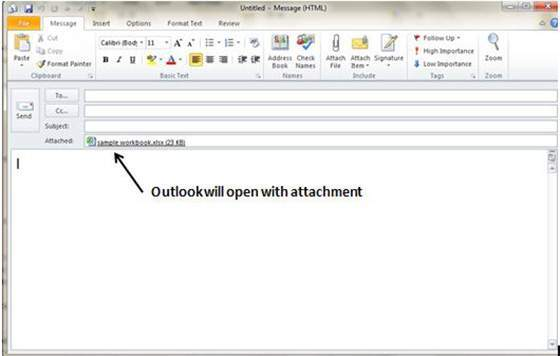 Untitled - Message (HTML)
File Message Insert Options Format Text Review
Paste
Cut
Copy
Format Painter
Clipboard
Calibri (Body) 11 A A
B I U A
Basic Text
Address Book
Check Names
Names
Attach File
Attach Item
Signature
Include
Follow Up
High Importance
Low Importance
Tags
Zoom
Zoom
Send
To...
Cc...
Subject:
Attached: sample workbook.xlsx (23 KB)
Outlook will open with attachment